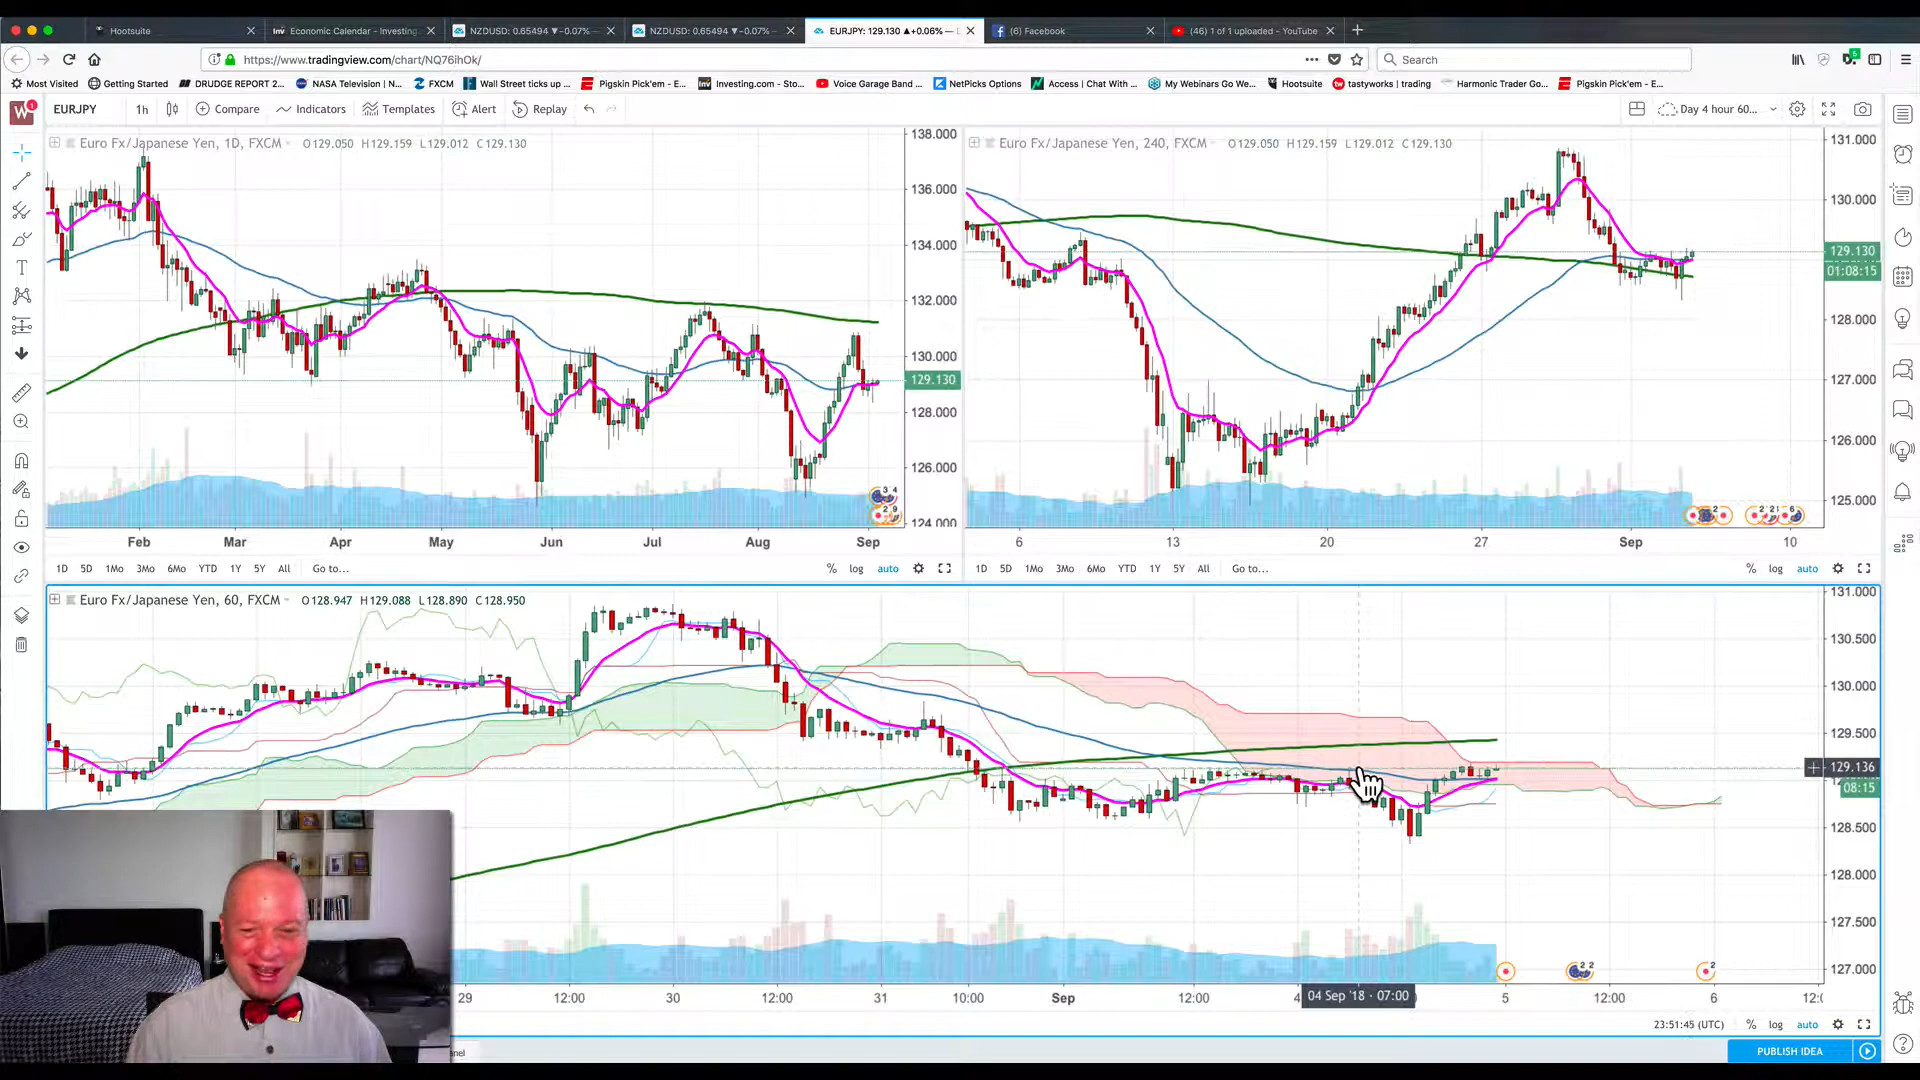 Hootsuite
Economic Calendar - Investing.
NZDUSD: 0.65494 ▼−0.07% —
NZDUSD: 0.65494 ▼−0.07% —
EURJPY: 129.130 ▲+0.06% —
(6) Facebook
(46) 1 of 1 uploaded - YouTube
https://www.tradingview.com/chart/NQ76ihOk/
Search
Most Visited
Getting Started
DRUDGE REPORT 2...
NASA Television | N...
FXCM
Wall Street ticks up ...
Pigskin Pick'em - E...
Investing.com - Sto...
Voice Garage Band ...
NetPicks Options
Access | Chat With ...
My Webinars Go We...
Hootsuite
tastyworks | trading
Harmonic Trader Go...
Pigskin Pick'em - E...
EURJPY
1h
Compare
Indicators
Templates
Alert
Replay
Day 4 hour 60...
Euro Fx/Japanese Yen, 1D, FXCM
O129.050 H129.159 L129.012 C129.130
138.000
136.000
134.000
132.000
130.000
129.130
128.000
126.000
124.000
Feb Mar Apr May Jun Jul Aug Sep
1D 5D 1Mo 3Mo 6Mo YTD 1Y 5Y All Go to...
% log auto
Euro Fx/Japanese Yen, 240, FXCM
O129.050 H129.159 L129.012 C129.130
131.000
130.000
129.130
01:08:15
128.000
127.000
126.000
125.000
6 13 20 27 Sep 10
1D 5D 1Mo 3Mo 6Mo YTD 1Y 5Y All Go to...
% log auto
Euro Fx/Japanese Yen, 60, FXCM
O128.947 H129.088 L128.890 C128.950
131.000
130.500
130.000
129.500
129.136
08:15
128.500
128.000
127.500
127.000
29 12:00 30 12:00 31 10:00 Sep 12:00 4 04 Sep '18 · 07:00 5 12:00 6
23:51:45 (UTC) % log auto
PUBLISH IDEA